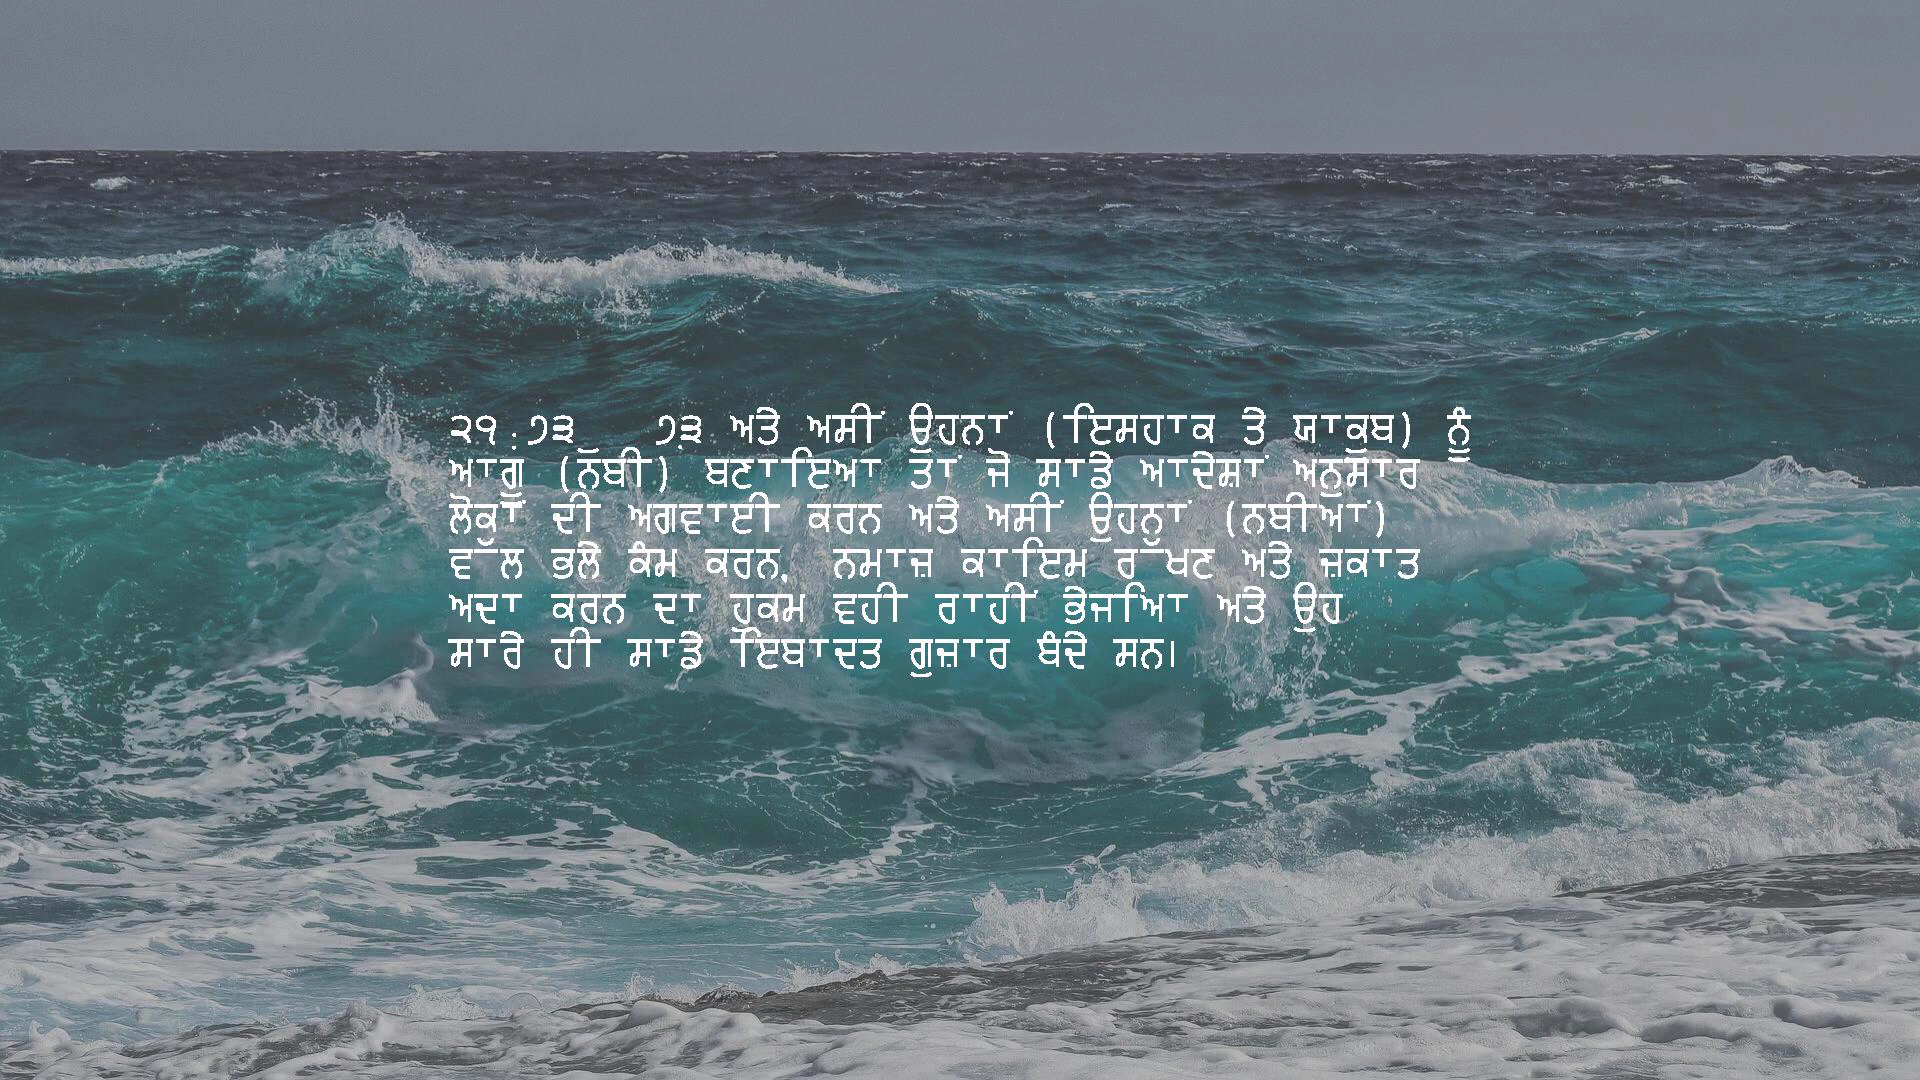 ੨੧.੭੩ ੭੩਼ ਅਤੇ ਅਸੀਂ ਉਹਨਾਂ (ਇਸਹਾਕ ਤੇ ਯਾਕੂਬ) ਨੂੰ
ਆਗੂ (ਨੱਬੀ) ਬਣਾਇਆ ਤਾਂ ਜੋ ਸਾਡੇ ਆਦੇਸ਼ਾਂ ਅਨੁਸਾਰ
ਲੋਕਾਂ ਦੀ ਅਗਵਾਈ ਕਰਨ ਅਤੇ ਅਸੀਂ ਉਹਨਾਂ (ਨਬੀਆਂ)
ਵੱਲ ਭਲੇ ਕੰਮ ਕਰਨ, ਨਮਾਜ਼ ਕਾਇਮ ਰੱਖਣ ਅਤੇ ਜ਼ਕਾਤ
ਅਦਾ ਕਰਨ ਦਾ ਹੁਕਮ ਵਹੀ ਰਾਹੀਂ ਭੇਜਿਆ ਅਤੇ ਉਹ
ਸਾਰੇ ਹੀ ਸਾਡੇ ਇਬਾਦਤ ਗੁਜ਼ਾਰ ਬੰਦੇ ਸਨ।